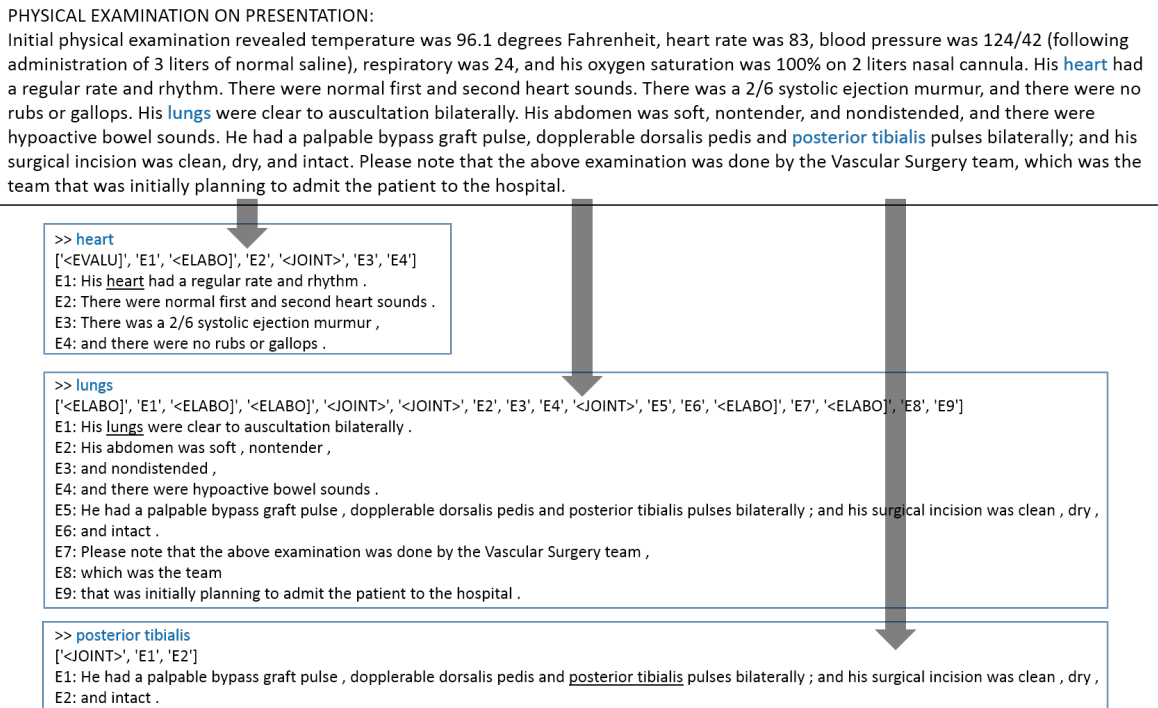 PHYSICAL EXAMINATION ON PRESENTATION:
Initial physical examination revealed temperature was 96.1 degrees Fahrenheit, heart rate was 83, blood pressure was 124/42 (following
administration of 3 liters of normal saline), respiratory was 24, and his oxygen saturation was 100% on 2 liters nasal cannula. His heart had
a regular rate and rhythm. There were normal first and second heart sounds. There was a 2/6 systolic ejection murmur, and there were no
rubs or gallops. His lungs were clear to auscultation bilaterally. His abdomen was soft, nontender, and nondistended, and there were
hypoactive bowel sounds. He had a palpable bypass graft pulse, dopplerable dorsalis pedis and posterior tibialis pulses bilaterally; and his
surgical incision was clean, dry, and intact. Please note that the above examination was done by the Vascular Surgery team, which was the
team that was initially planning to admit the patient to the hospital.
>> heart
['<EVALU]', 'E1', '<ELABO]', 'E2', '<JOINT>', 'E3', 'E4']
E1: His heart had a regular rate and rhythm .
E2: There were normal first and second heart sounds .
E3: There was a 2/6 systolic ejection murmur ,
E4: and there were no rubs or gallops .
>> lungs
['<ELABO]', 'E1', '<ELABO]', '<ELABO]', '<JOINT>', '<JOINT>', 'E2', 'E3', 'E4', '<JOINT>', 'E5', 'E6', '<ELABO]', 'E7', '<ELABO]', 'E8', 'E9']
E1: His lungs were clear to auscultation bilaterally .
E2: His abdomen was soft , nontender ,
E3: and nondistended ,
E4: and there were hypoactive bowel sounds .
E5: He had a palpable bypass graft pulse , dopplerable dorsalis pedis and posterior tibialis pulses bilaterally ; and his surgical incision was clean , dry ,
E6: and intact .
E7: Please note that the above examination was done by the Vascular Surgery team ,
E8: which was the team
E9: that was initially planning to admit the patient to the hospital .
>> posterior tibialis
['<JOINT>', 'E1', 'E2']
E1: He had a palpable bypass graft pulse , dopplerable dorsalis pedis and posterior tibialis pulses bilaterally ; and his surgical incision was clean , dry ,
E2: and intact .